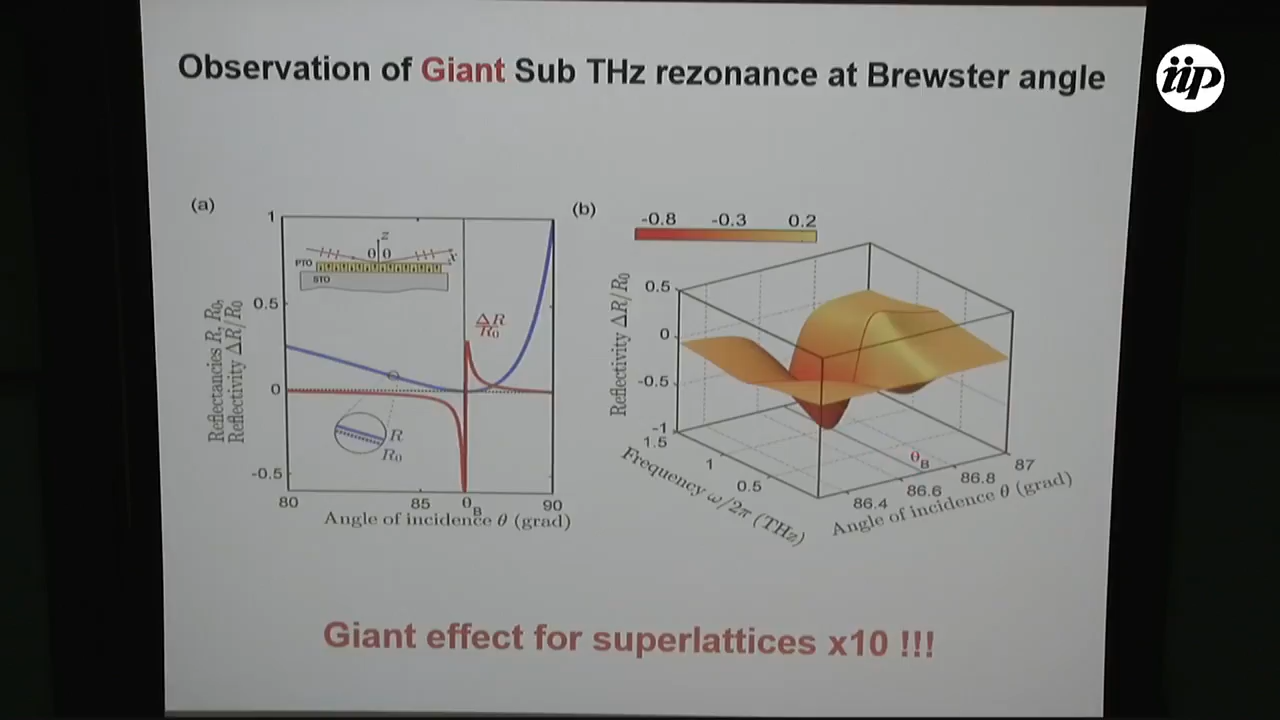 Observation of Giant Sub THz rezonance at Brewster angle
iip
(a)
1
0.5
0
-0.5
Reflectancies R, R₀,
Reflectivity ΔR/R₀
z
θ θ
x
PTO
STO
ΔR
R₀
R
R₀
80
85
θB
90
Angle of incidence θ (grad)
(b)
-0.8 -0.3 0.2
Reflectivity ΔR/R₀
0.5
0
-0.5
-1
1.5
1
0.5
Frequency ω/2π (THz)
θB
86.4
86.6
86.8
87
Angle of incidence θ (grad)
Giant effect for superlattices x10 !!!